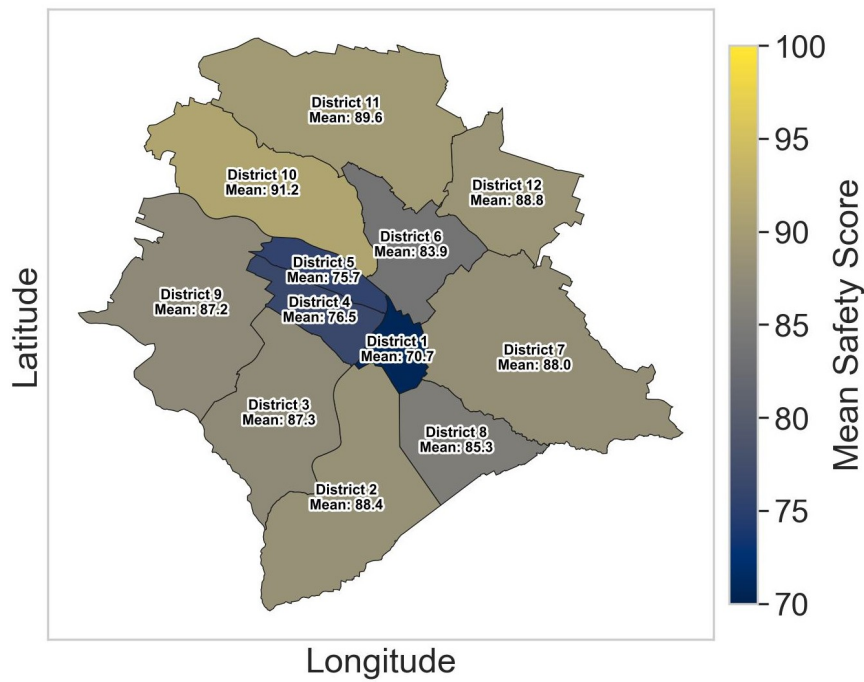 District 11
Mean: 89.6
District 10
Mean: 91.2
District 12
Mean: 88.8
District 6
Mean: 83.9
District 5
Mean: 75.7
District 9
Mean: 87.2
District 4
Mean: 76.5
District 1
Mean: 70.7
District 7
Mean: 88.0
District 3
Mean: 87.3
District 8
Mean: 85.3
District 2
Mean: 88.4
Latitude
Longitude
100
95
90
85
80
75
70
Mean Safety Score